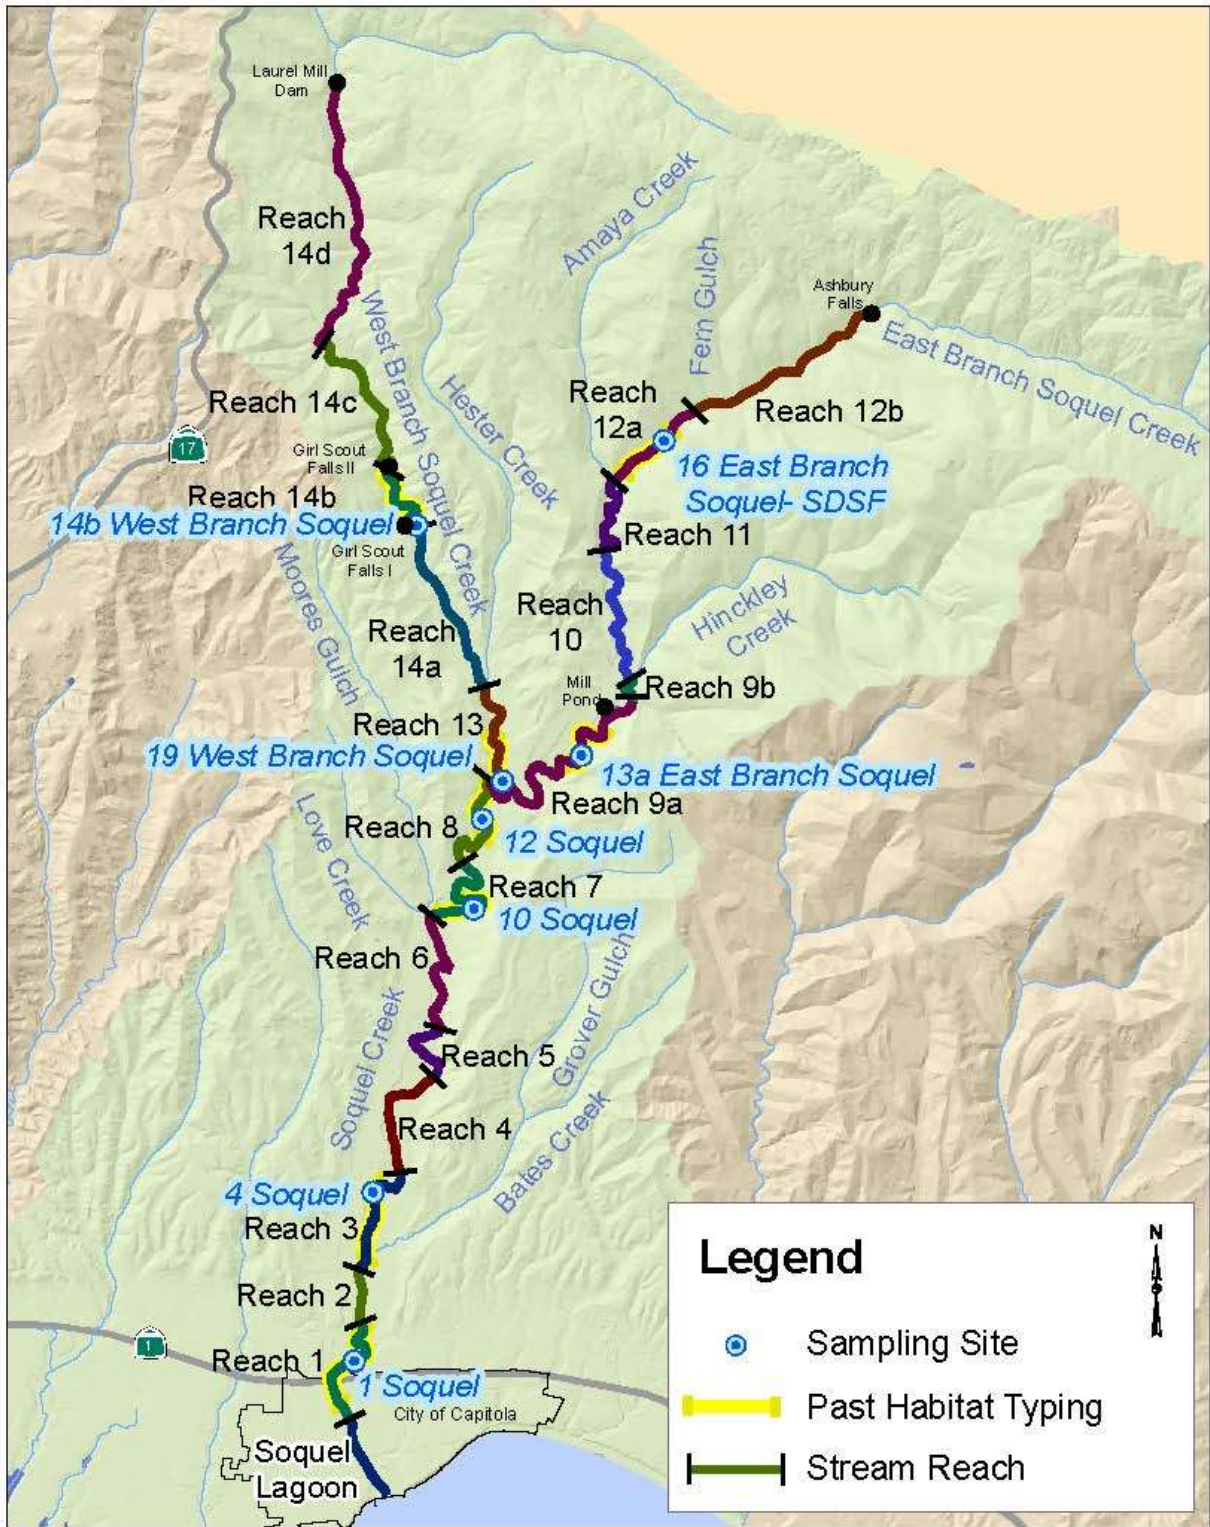 Laurel Mill
Dam
Reach
14d
Amaya Creek
Fern Gulch
Ashbury
Falls
East Branch Soquel Creek
West Branch Soquel Creek
Hester Creek
Reach
12a
Reach 12b
Reach 14c
17
Girl Scout
Falls II
16 East Branch
Soquel- SDSF
Reach 14b
14b West Branch Soquel
Girl Scout
Falls I
Reach 11
Moores Gulch
Reach
10
Hinckley
Creek
Reach
14a
Mill
Pond
Reach 9b
Reach 13
19 West Branch Soquel
13a East Branch Soquel
Reach 9a
Love Creek
Reach 8
12 Soquel
Reach 7
10 Soquel
Reach 6
Grover Gulch
Soquel Creek
Reach 5
Reach 4
Bates Creek
4 Soquel
Reach 3
Reach 2
1
Reach 1
1 Soquel
City of Capitola
Soquel
Lagoon
N
Legend
Sampling Site
Past Habitat Typing
Stream Reach